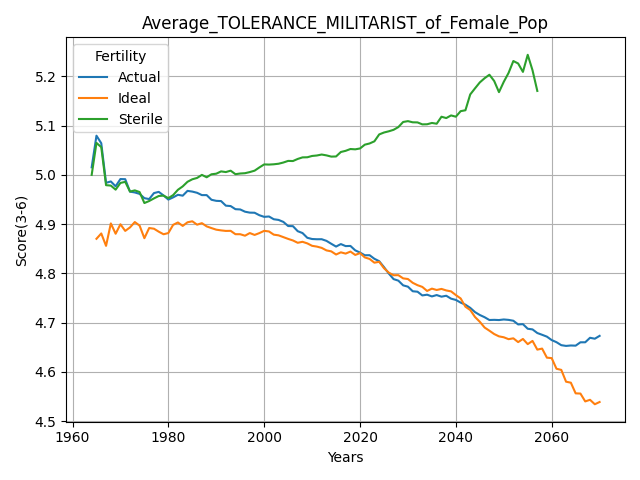 Average_TOLERANCE_MILITARIST_of_Female_Pop
Fertility
Actual
Ideal
Sterile
5.2
5.1
5.0
4.9
4.8
4.7
4.6
4.5
Score(3-6)
1960 1980 2000 2020 2040 2060
Years